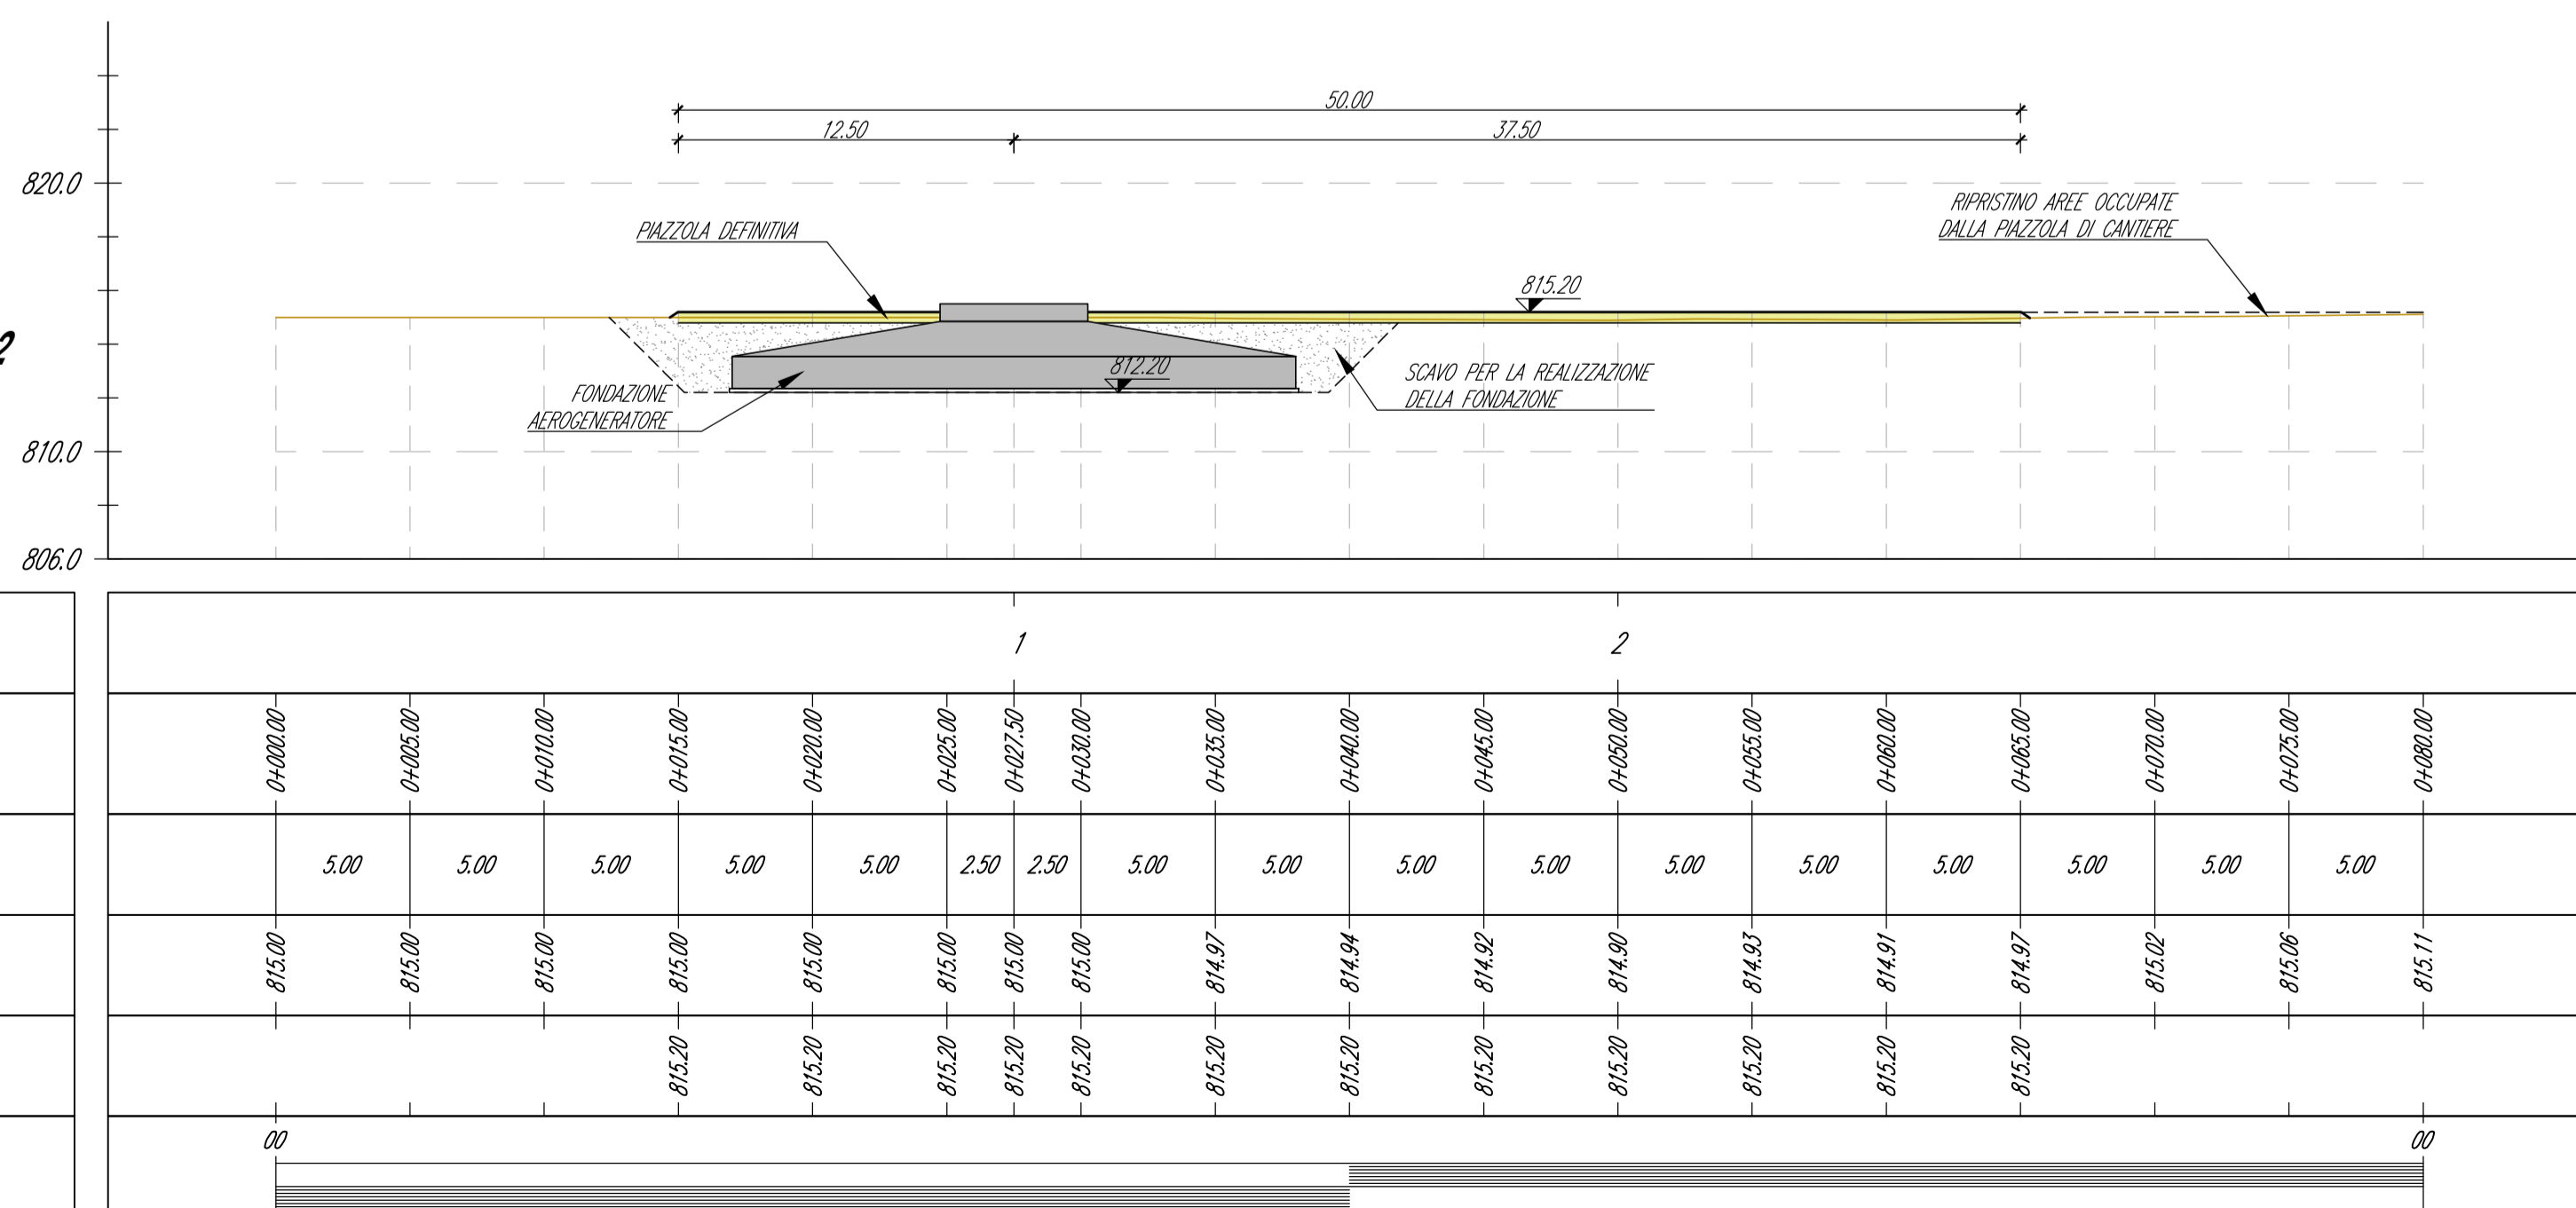 50.00
12.50 37.50
820.0
RIPRISTINO AREE OCCUPATE
DALLA PIAZZOLA DI CANTIERE
PIAZZOLA DEFINITIVA
815.20
2
812.20
SCAVO PER LA REALIZZAZIONE
DELLA FONDAZIONE
FONDAZIONE
AEROGENERATORE
810.0
806.0
1 2
0+000.00 0+005.00 0+010.00 0+015.00 0+020.00 0+025.00 0+027.50 0+030.00 0+035.00 0+040.00 0+045.00 0+050.00 0+055.00 0+060.00 0+065.00 0+070.00 0+075.00 0+080.00
5.00 5.00 5.00 5.00 5.00 2.50 2.50 5.00 5.00 5.00 5.00 5.00 5.00 5.00 5.00 5.00 5.00
815.00 815.00 815.00 815.00 815.00 815.00 815.00 815.00 814.97 814.94 814.92 814.90 814.93 814.91 814.97 815.02 815.06 815.11
815.20 815.20 815.20 815.20 815.20 815.20 815.20 815.20 815.20 815.20 815.20 815.20
00 00